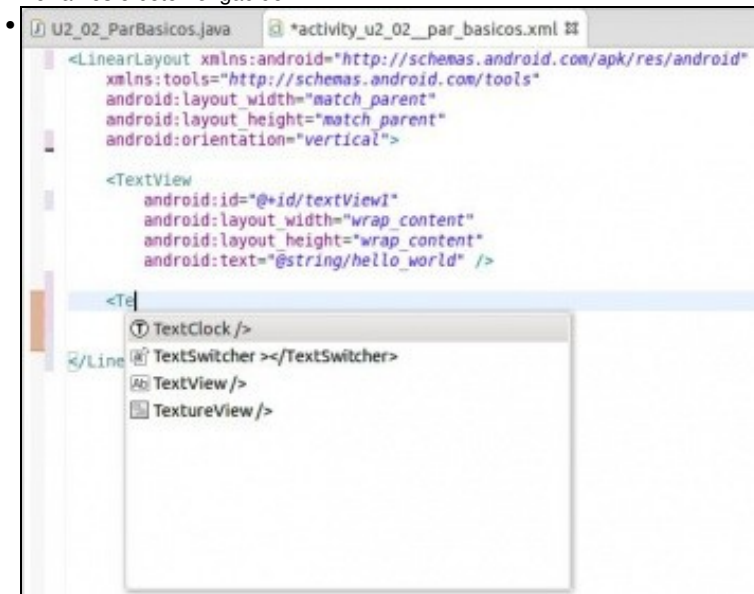 U2_02_ParBasicos.java *activity_u2_02__par_basicos.xml
<LinearLayout xmlns:android="http://schemas.android.com/apk/res/android"
xmlns:tools="http://schemas.android.com/tools"
android:layout_width="match_parent"
android:layout_height="match_parent"
android:orientation="vertical">
<TextView
android:id="@+id/textView1"
android:layout_width="wrap_content"
android:layout_height="wrap_content"
android:text="@string/hello_world" />
<Te
TextClock />
</Line TextSwitcher ></TextSwitcher>
Ab TextView />
TextureView />